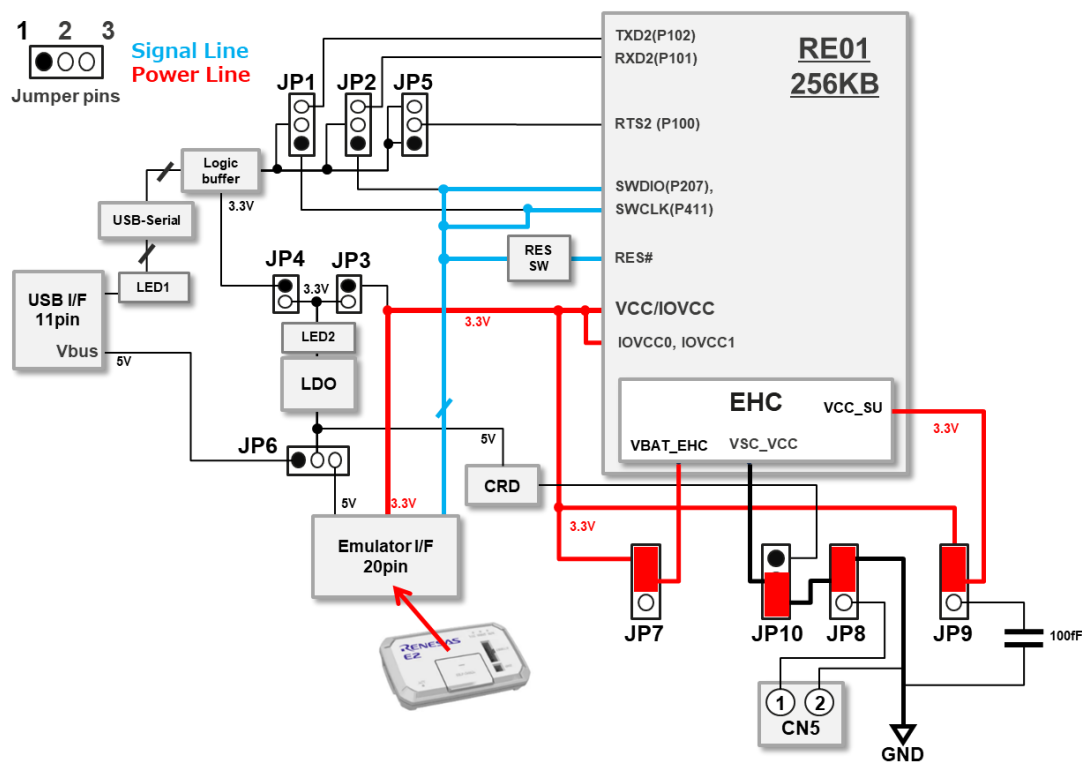 1 2 3
Jumper pins
Signal Line
Power Line
JP1
JP2
JP5
TXD2(P102)
RXD2(P101)
RTS2 (P100)
RE01
256KB
Logic
buffer
3.3V
USB-Serial
LED1
USB I/F
11pin
Vbus
5V
SWDIO(P207),
SWCLK(P411)
RES
SW
RES#
JP4
3.3V
JP3
LED2
LDO
3.3V
VCC/IOVCC
IOVCC0, IOVCC1
EHC
VCC_SU
VBAT_EHC
VSC_VCC
3.3V
JP6
5V
CRD
5V
3.3V
3.3V
Emulator I/F
20pin
RENESAS
E2
JP7
JP10
JP8
JP9
100fF
1
2
CN5
GND